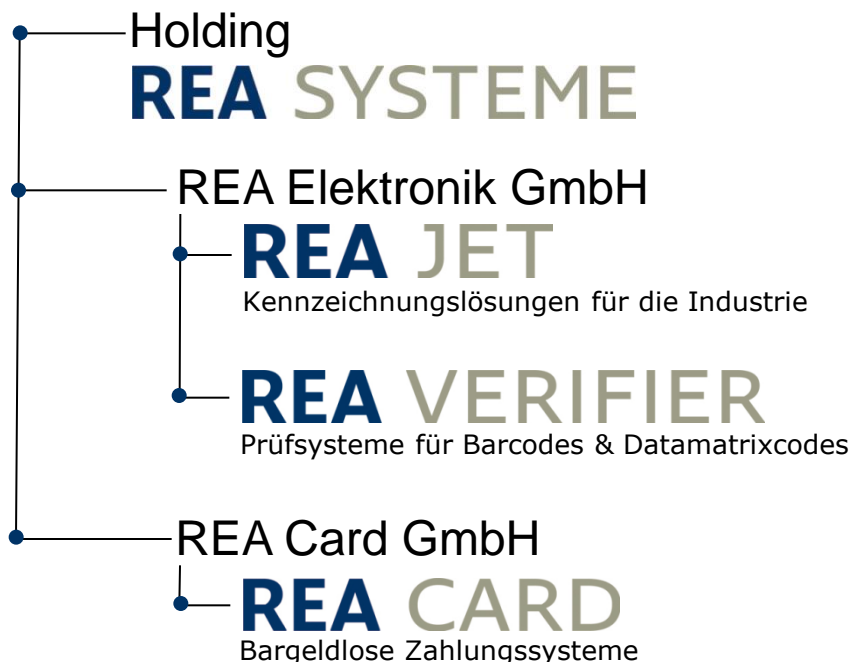 Holding
REA SYSTEME
REA Elektronik GmbH
REA JET
Kennzeichnungslösungen für die Industrie
REA VERIFIER
Prüfsysteme für Barcodes & Datamatrixcodes
REA Card GmbH
REA CARD
Bargeldlose Zahlungssysteme